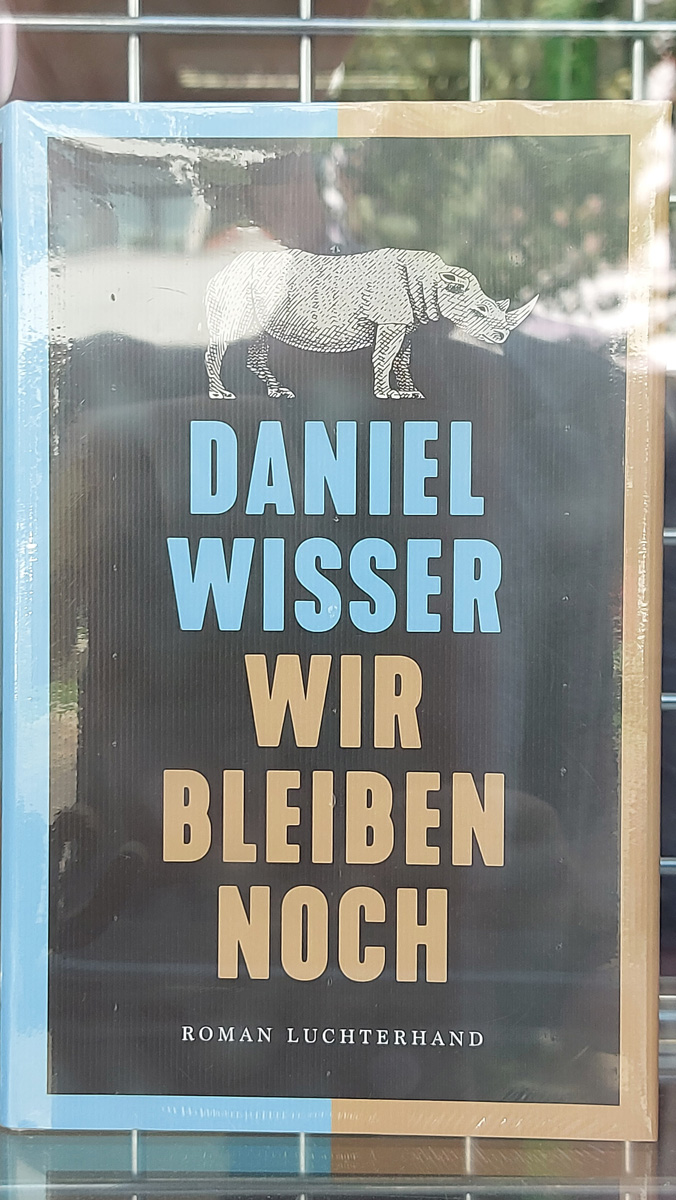 DANIEL
WISSER
WIR
BLEIBEN
NOCH
ROMAN LUCHTERHAND